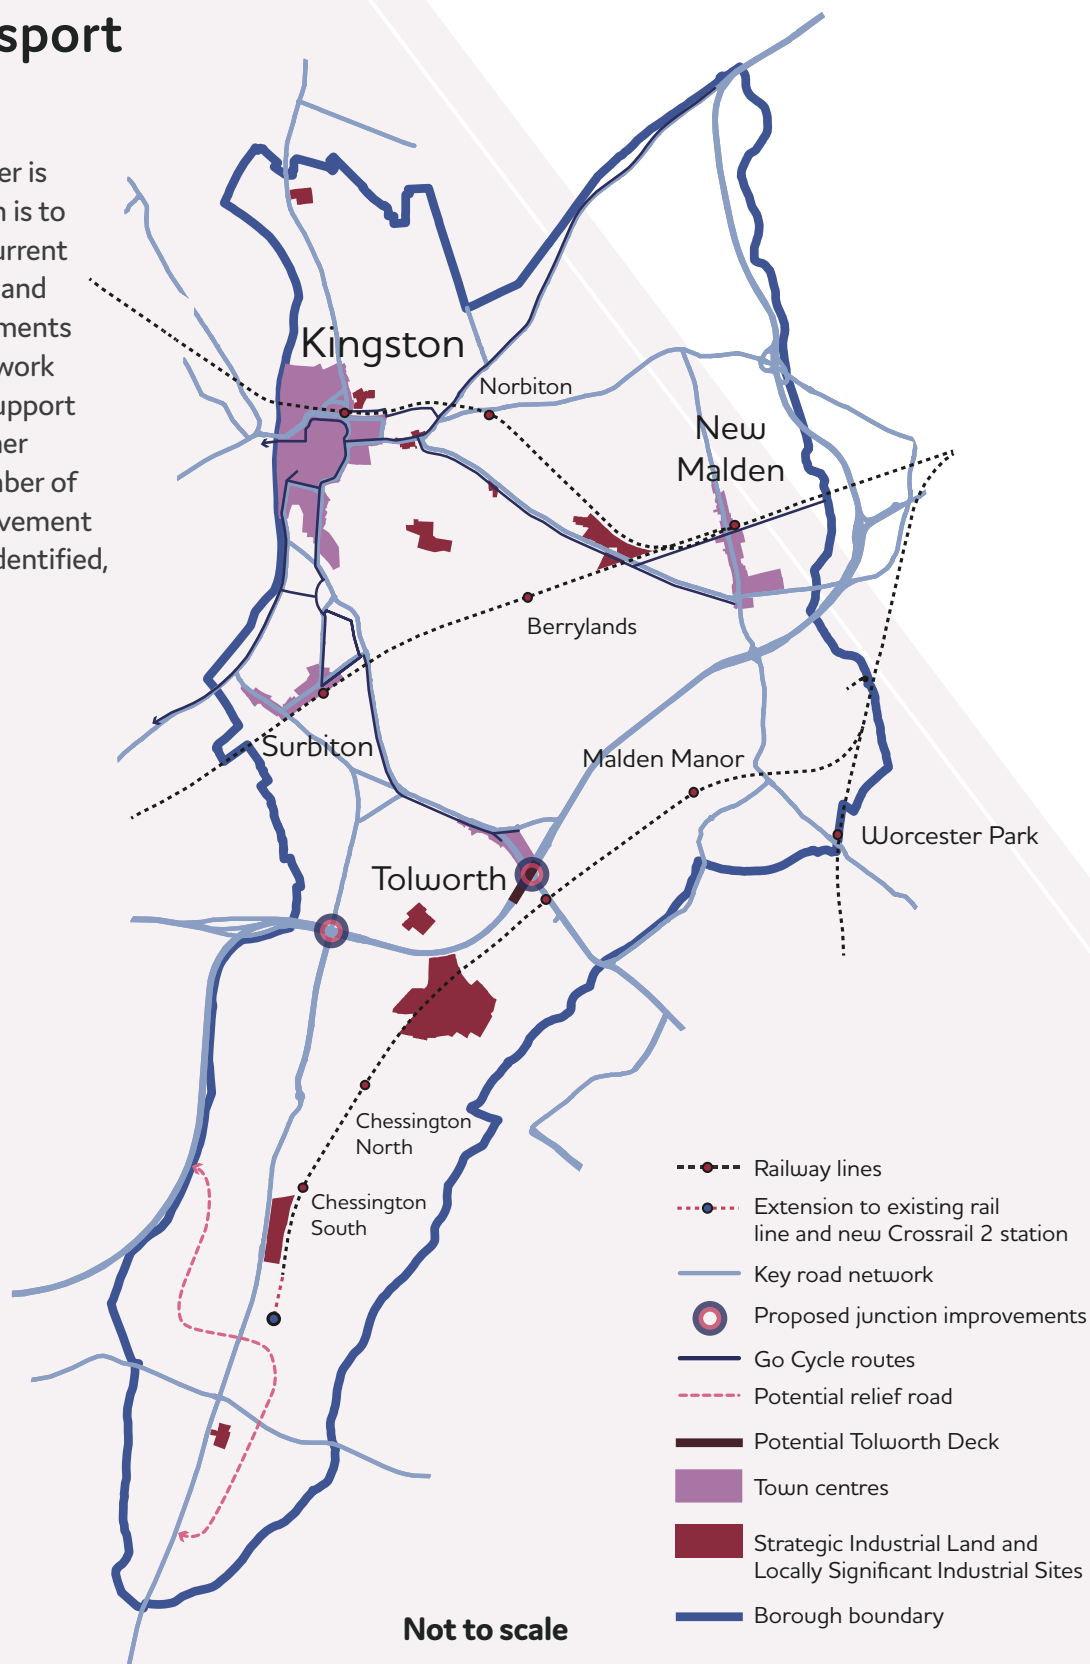 sport
er is
n is to
urrent
and
ments
work
upport
her
nber of
vement
dentified,
Kingston
Norbiton
New
Malden
Berrylands
Surbiton
Malden Manor
Worcester Park
Tolworth
Chessington
North
Chessington
South
Railway lines
Extension to existing rail
line and new Crossrail 2 station
Key road network
Proposed junction improvements
Go Cycle routes
Potential relief road
Potential Tolworth Deck
Town centres
Strategic Industrial Land and
Locally Significant Industrial Sites
Borough boundary
Not to scale